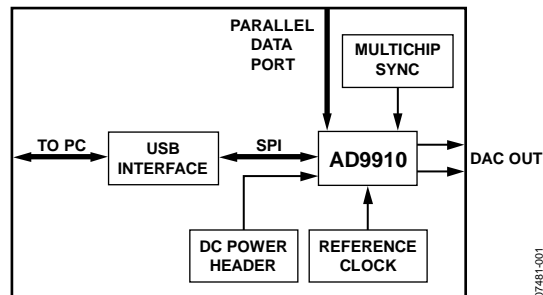 PARALLEL
DATA
PORT
MULTICHIP
SYNC
TO PC
USB
INTERFACE
SPI
AD9910
DAC OUT
DC POWER
HEADER
REFERENCE
CLOCK
07481-001